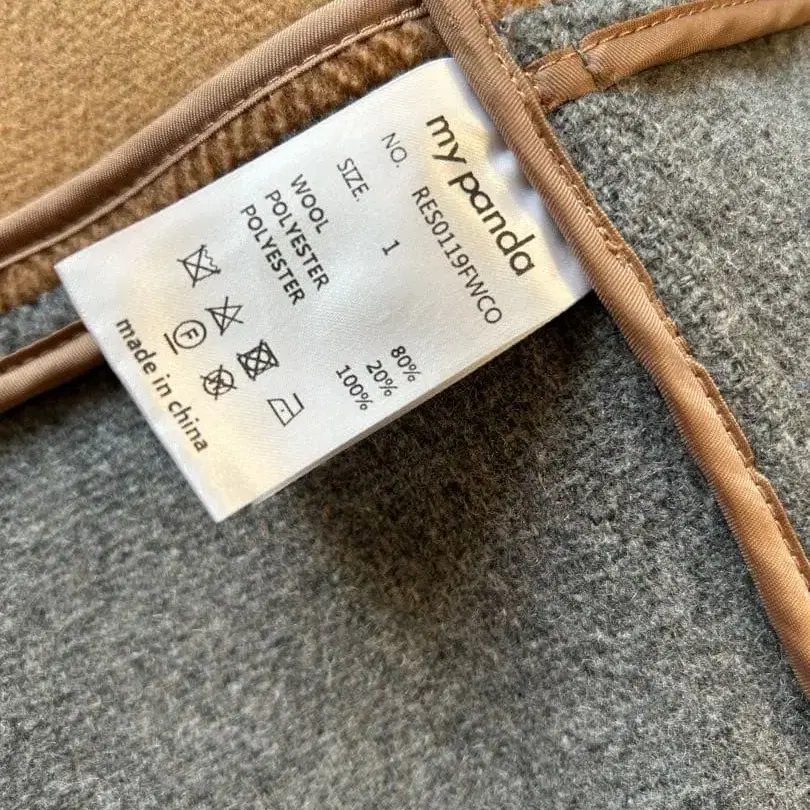 my panda
NO. RES0119FWCO
SIZE. 1
WOOL 80%
POLYESTER 20%
POLYESTER 100%
F
made in china